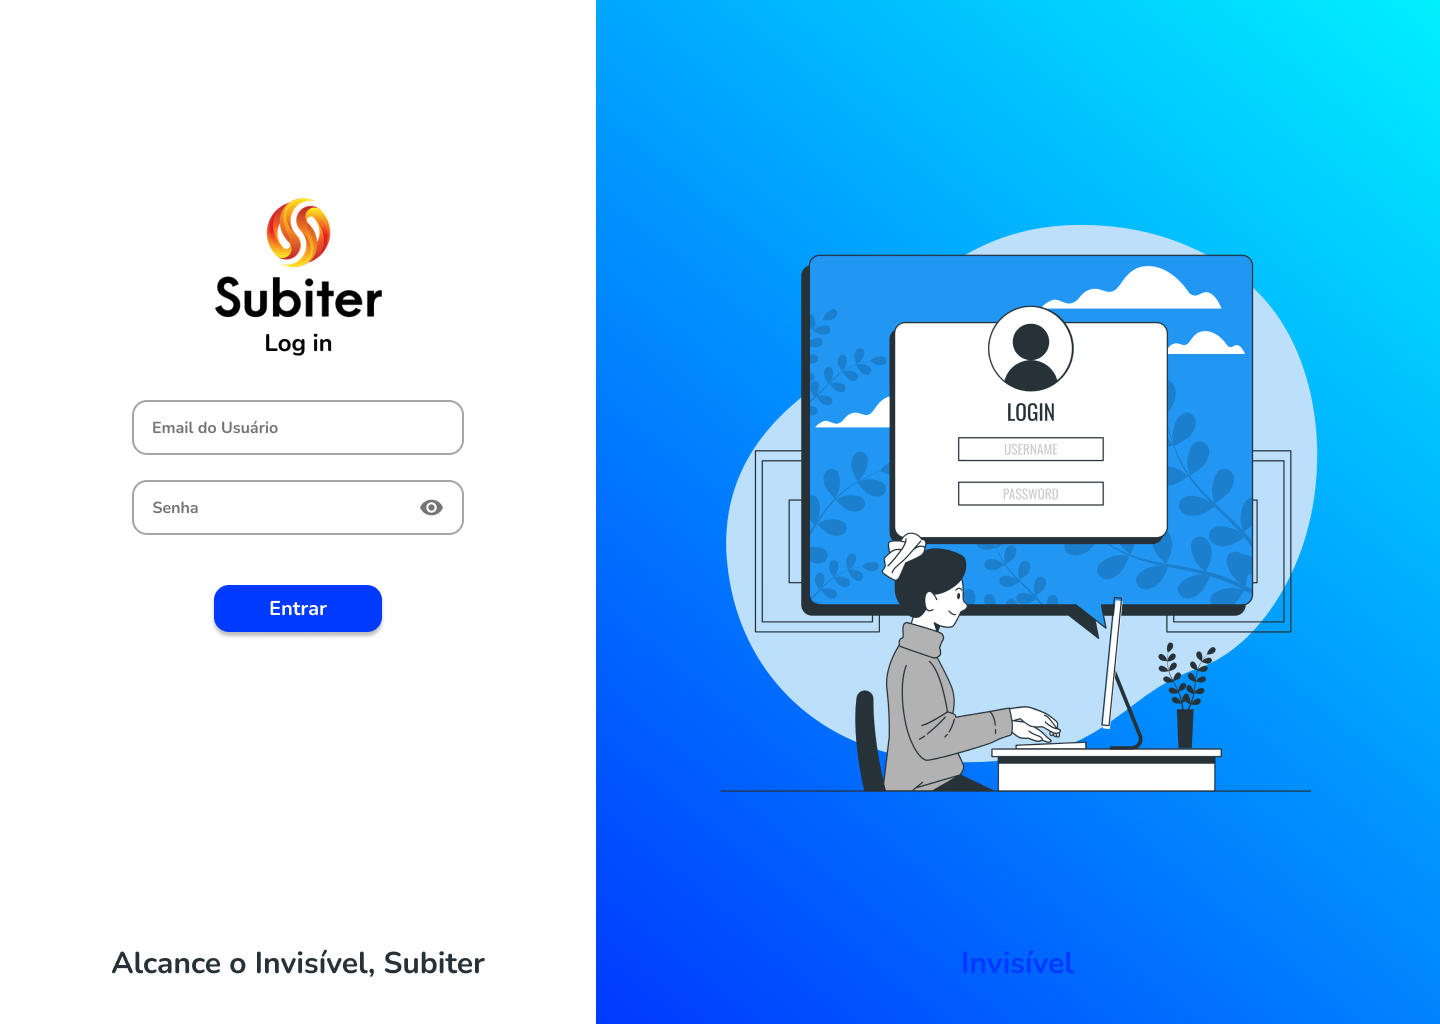 Subiter
Log in
Email do Usuário
Senha
Entrar
Alcance o Invisível, Subiter
LOGIN
USERNAME
PASSWORD
Invisível